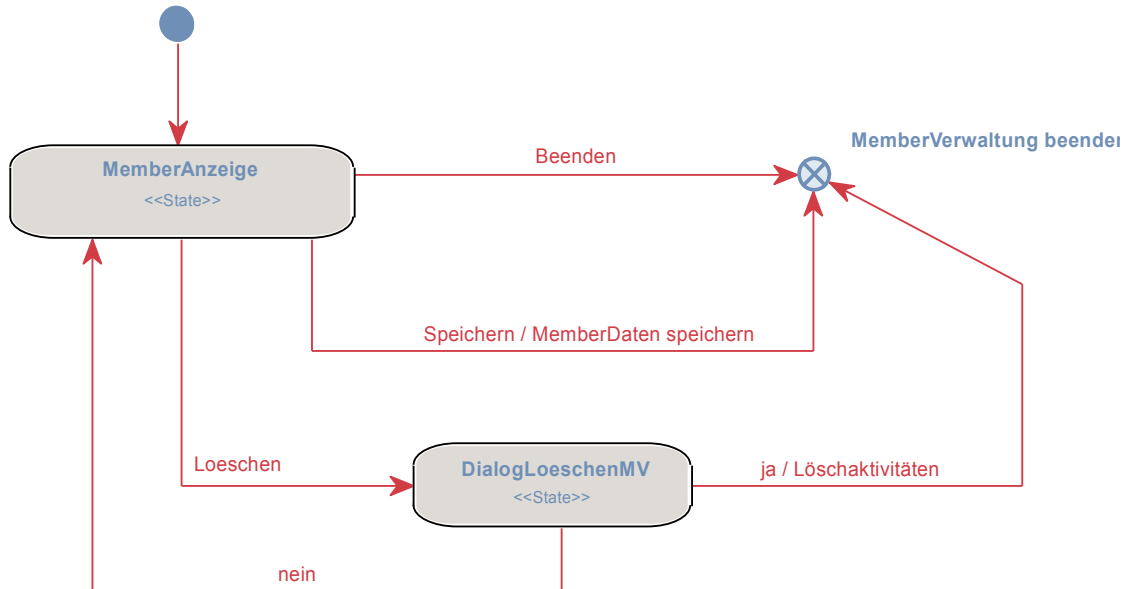 MemberVerwaltung beenden
Beenden
MemberAnzeige
<<State>>
Speichern / MemberDaten speichern
Loeschen
DialogLoeschenMV
<<State>>
ja / Löschaktivitäten
nein